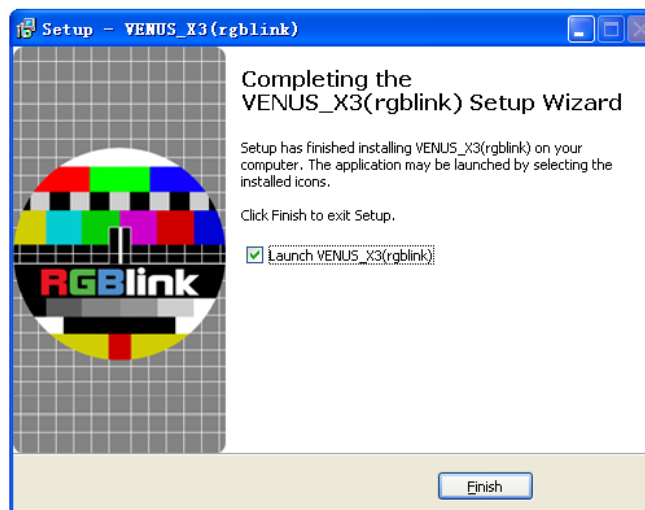 Setup - VENUS_X3(rgblink)
Completing the
VENUS_X3(rgblink) Setup Wizard
Setup has finished installing VENUS_X3(rgblink) on your
computer. The application may be launched by selecting the
installed icons.
Click Finish to exit Setup.
Launch VENUS_X3(rgblink)
RGBlink
Finish